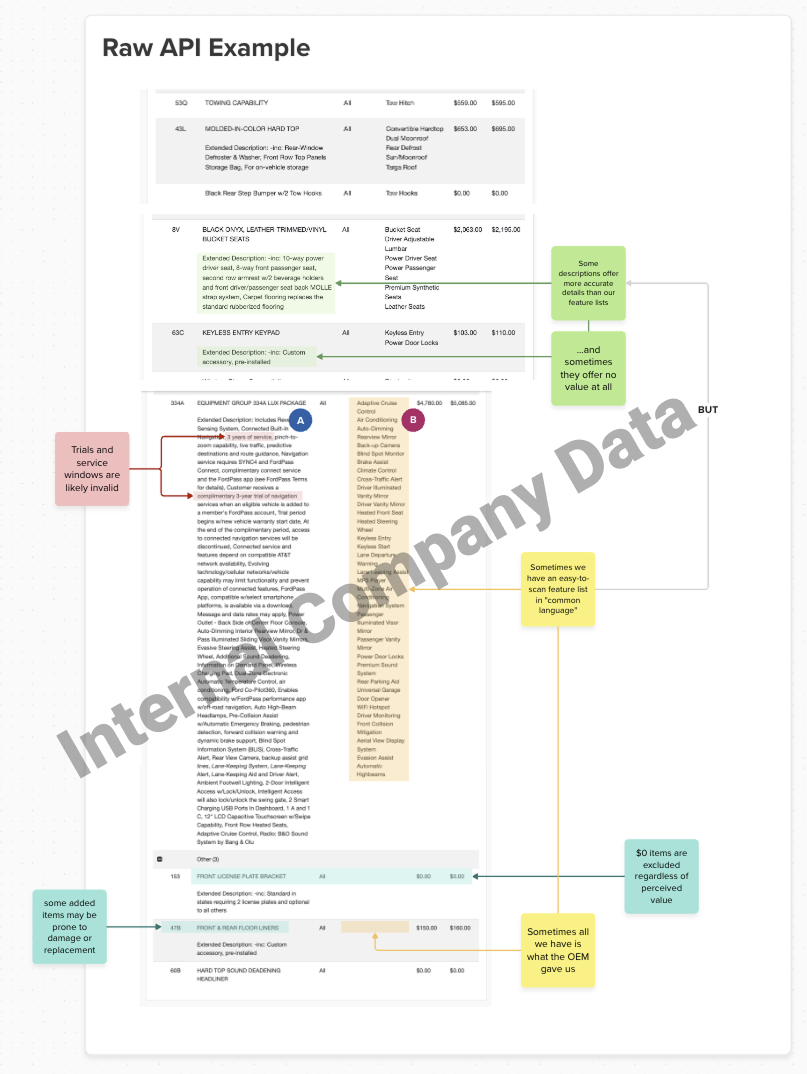 Raw API Example
53Q TOWING CAPABILITY All Tow Hitch $559.00 $595.00
43L MOLDED-IN-COLOR HARD TOP All Convertible Hardtop $653.00 $695.00
Dual Moonroof
Extended Description: -inc: Rear-Window Rear Defrost
Defroster & Washer, Front Row Top Panels Sun/Moonroof
Storage Bag, For on-vehicle storage Targa Roof
Black Rear Step Bumper w/2 Tow Hooks All Tow Hooks $0.00 $0.00
8V BLACK ONYX, LEATHER-TRIMMED/VINYL All Bucket Seat $2,063.00 $2,195.00
BUCKET SEATS Driver Adjustable
Lumbar
Extended Description: -inc: 10-way power Power Driver Seat
driver seat, 8-way front passenger seat, Power Passenger
second row armrest w/2 beverage holders Seat
and front driver/passenger seat back MOLLE Premium Synthetic
strap system, Carpet flooring replaces the Seats
standard rubberized flooring Leather Seats
Some
descriptions offer
more accurate
details than our
feature lists
63C KEYLESS ENTRY KEYPAD All Keyless Entry $103.00 $110.00
Power Door Locks
Extended Description: -inc: Custom
accessory, pre-installed
...and
sometimes
they offer no
value at all
BUT
334A EQUIPMENT GROUP 334A LUX PACKAGE All $4,780.00 $5,085.00
A
B
Extended Description: Includes
Sensing System, Connected Built-In
Navigation, 3 years of service, pinch-to-
zoom capability, live traffic, predictive
destinations and route guidance, Navigation
service requires SYNC4 and FordPass
Connect, complimentary connect service
and the FordPass app (see FordPass Terms
for details), Customer receives a
complimentary 3-year trial of navigation
services when an eligible vehicle is added to
a member's FordPass account, Trial period
begins w/new vehicle warranty start date, At
the end of the complimentary period, access
to connected navigation services will be
discontinued, Connected service and
features depend on compatible AT&T
network availability, Evolving
technology/cellular networks/vehicle
capability may limit functionality and prevent
operation of connected features, FordPass
App, compatible w/select smartphone
platforms, is available via a download,
Message and data rates may apply, Power
Outlet - Back Side of Center Floor Console,
Auto-Dimming Interior Rearview Mirror, Dr &
Pass Illuminated Sliding Visor Vanity Mirrors,
Evasive Steering Assist, Heated Steering
Wheel, Additional Sound Deadening,
Information on Demand Panel, Wireless
Charging Pad, Dual-Zone Electronic
Automatic Temperature Control, air
conditioning, Ford Co-Pilot360, Enables
compatibility w/FordPass performance app
w/off-road navigation, Auto High-Beam
Headlamps, Pre-Collision Assist
w/Automatic Emergency Braking, pedestrian
detection, forward collision warning and
dynamic brake support, Blind Spot
Information System (BLIS), Cross-Traffic
Alert, Rear View Camera, backup assist grid
lines, Lane-Keeping System, Lane-Keeping
Alert, Lane-Keeping Aid and Driver Alert,
Ambient Footwell Lighting, 2-Door Intelligent
Access w/Lock/Unlock, Intelligent Access
will also lock/unlock the swing gate, 2 Smart
Charging USB Ports In Dashboard, 1 A and 1
C, 12" LCD Capacitive Touchscreen w/Swipe
Capability, Front Row Heated Seats,
Adaptive Cruise Control, Radio: B&O Sound
System by Bang & Olu
Adaptive Cruise
Control
Air Conditioning
Auto-Dimming
Rearview Mirror
Back-up Camera
Blind Spot Monitor
Brake Assist
Climate Control
Cross-Traffic Alert
Driver Illuminated
Vanity Mirror
Driver Vanity Mirror
Heated Front Seat
Heated Steering
Wheel
Keyless Entry
Keyless Start
Lane Departure
Warning
Lane Keeping Assist
MP3 Player
Multi-Zone Air
Conditioning
Navigation System
Passenger
Illuminated Visor
Mirror
Passenger Vanity
Mirror
Power Door Locks
Premium Sound
System
Rear Parking Aid
Universal Garage
Door Opener
WiFi Hotspot
Driver Monitoring
Front Collision
Mitigation
Aerial View Display
System
Evasion Assist
Automatic
Highbeams
Trials and
service
windows are
likely invalid
Sometimes we
have an easy-to-
scan feature list
in "common
language"
Internal Company Data
Other (3)
153 FRONT LICENSE PLATE BRACKET All $0.00 $0.00
Extended Description: -inc: Standard in
states requiring 2 license plates and optional
to all others
$0 items are
excluded
regardless of
perceived
value
47B FRONT & REAR FLOOR LINERS All $150.00 $160.00
Extended Description: -inc: Custom
accessory, pre-installed
some added
items may be
prone to
damage or
replacement
Sometimes all
we have is
what the OEM
gave us
60B HARD TOP SOUND DEADENING All $0.00 $0.00
HEADLINER